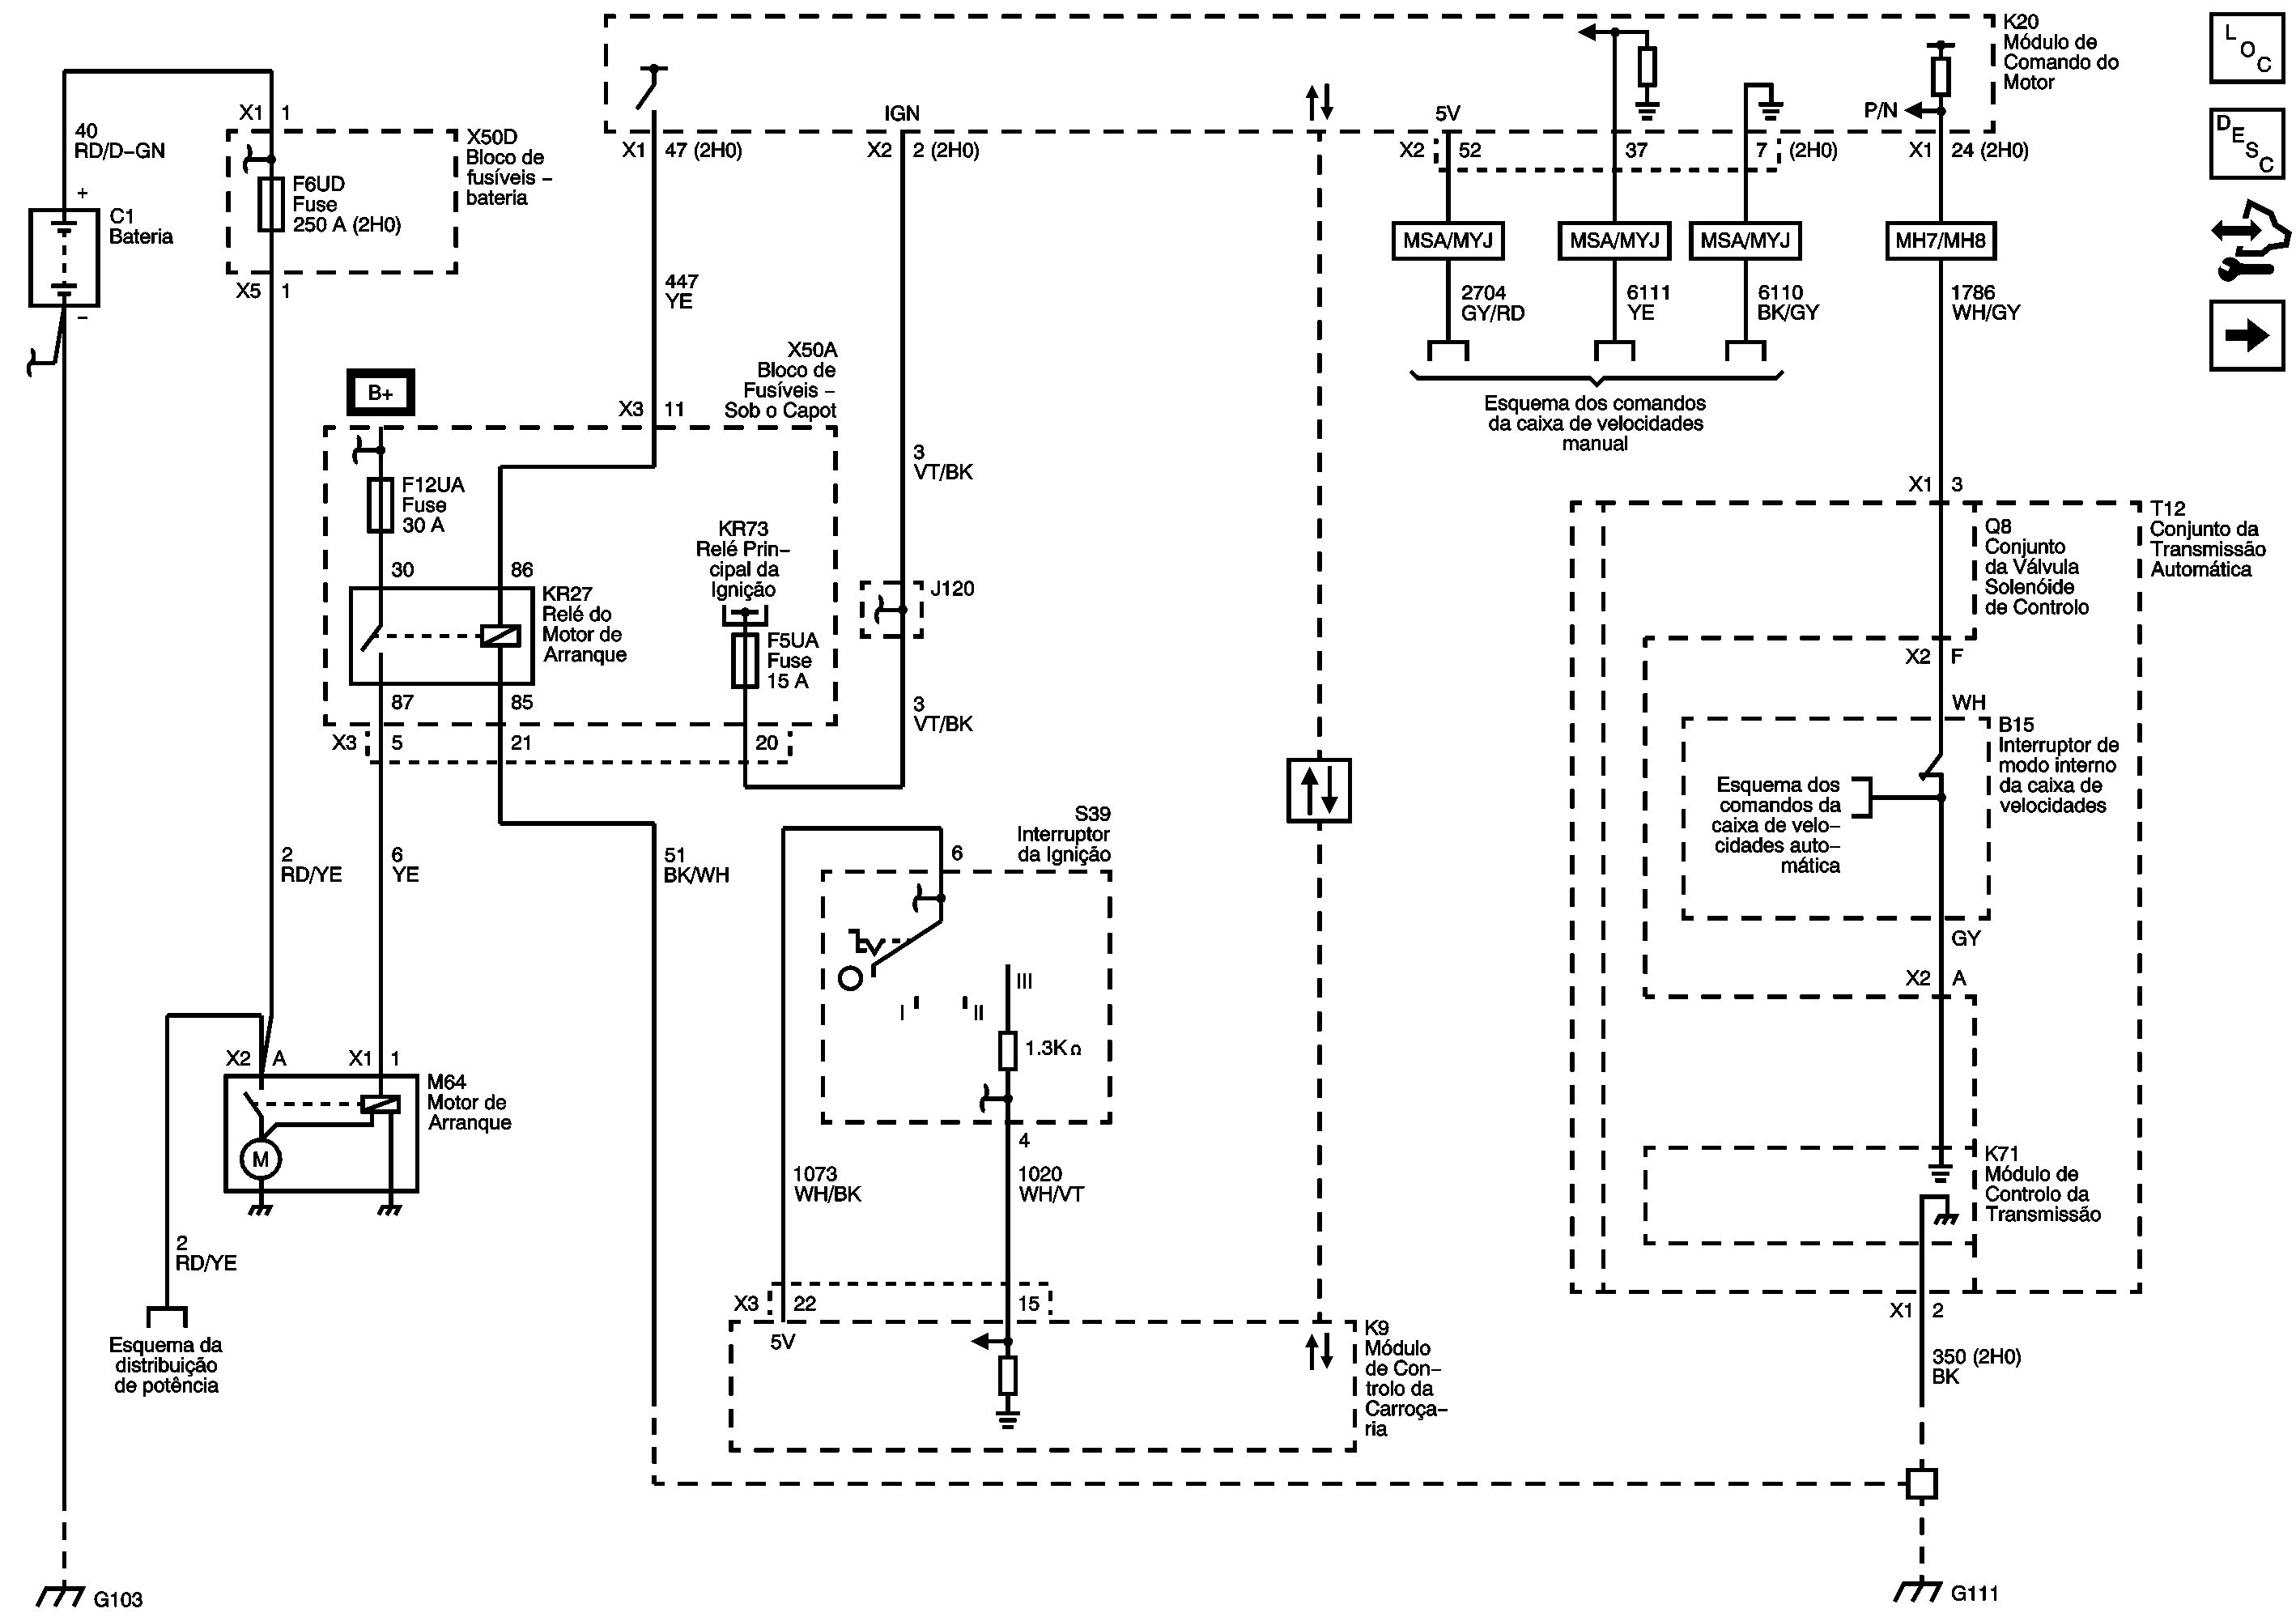 K20
Módulo de
Comando do
Motor
L
O
C
D
E
S
C
X1 1
40
RD/D-GN
X50D
Bloco de
fusíveis -
bateria
F6UD
Fuse
250 A (2H0)
+
C1
Bateria
-
X5 1
IGN
5V
P/N
X1 47 (2H0)
X2 2 (2H0)
X2 52
37
7 (2H0)
X1 24 (2H0)
MSA/MYJ
MSA/MYJ
MSA/MYJ
MH7/MH8
447
YE
2704
GY/RD
6111
YE
6110
BK/GY
1786
WH/GY
Esquema dos comandos
da caixa de velocidades
manual
X50A
Bloco de
Fusíveis -
Sob o Capot
B+
X3 11
F12UA
Fuse
30 A
3
VT/BK
X1 3
30
86
KR27
Relé do
Motor de
Arranque
87
85
KR73
Relé Prin-
cipal da
Ignição
F5UA
Fuse
15 A
J120
3
VT/BK
X3 5
21
20
T12
Conjunto da
Transmissão
Automática
Q8
Conjunto
da Válvula
Solenóide
de Controlo
X2 F
WH
B15
Interruptor de
modo interno
da caixa de
velocidades
Esquema dos
comandos da
caixa de velo-
cidades auto-
mática
GY
X2 A
2
RD/YE
6
YE
51
BK/WH
S39
Interruptor
da Ignição
6
I
II
III
1.3K Ω
4
X2 A
X1 1
M64
Motor de
Arranque
M
2
RD/YE
Esquema da
distribuição
de potência
1073
WH/BK
1020
WH/VT
X3 22
15
5V
K9
Módulo
de Con-
trolo da
Carroça-
ria
K71
Módulo de
Controlo da
Transmissão
X1 2
350 (2H0)
BK
G103
G111